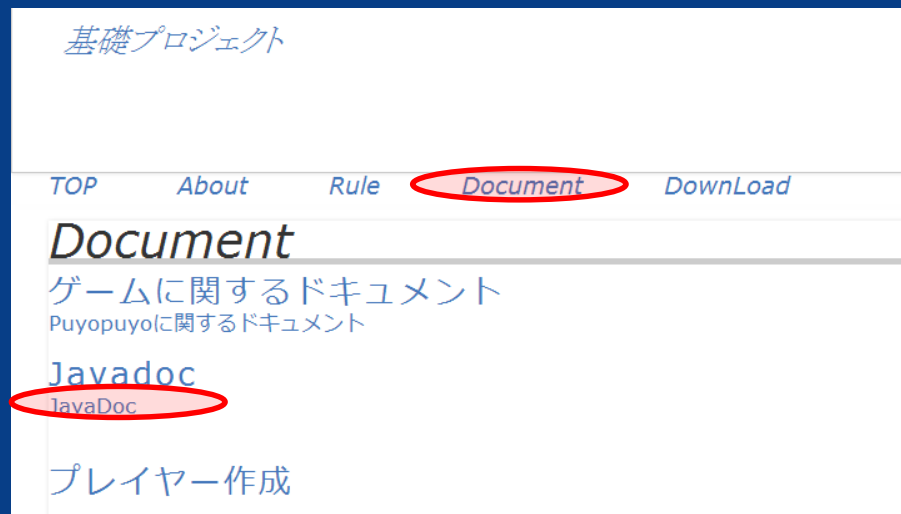 基礎プロジェクト
TOP About Rule Document DownLoad
Document
ゲームに関するドキュメント
Puyopuyoに関するドキュメント
Javadoc
JavaDoc
プレイヤー作成